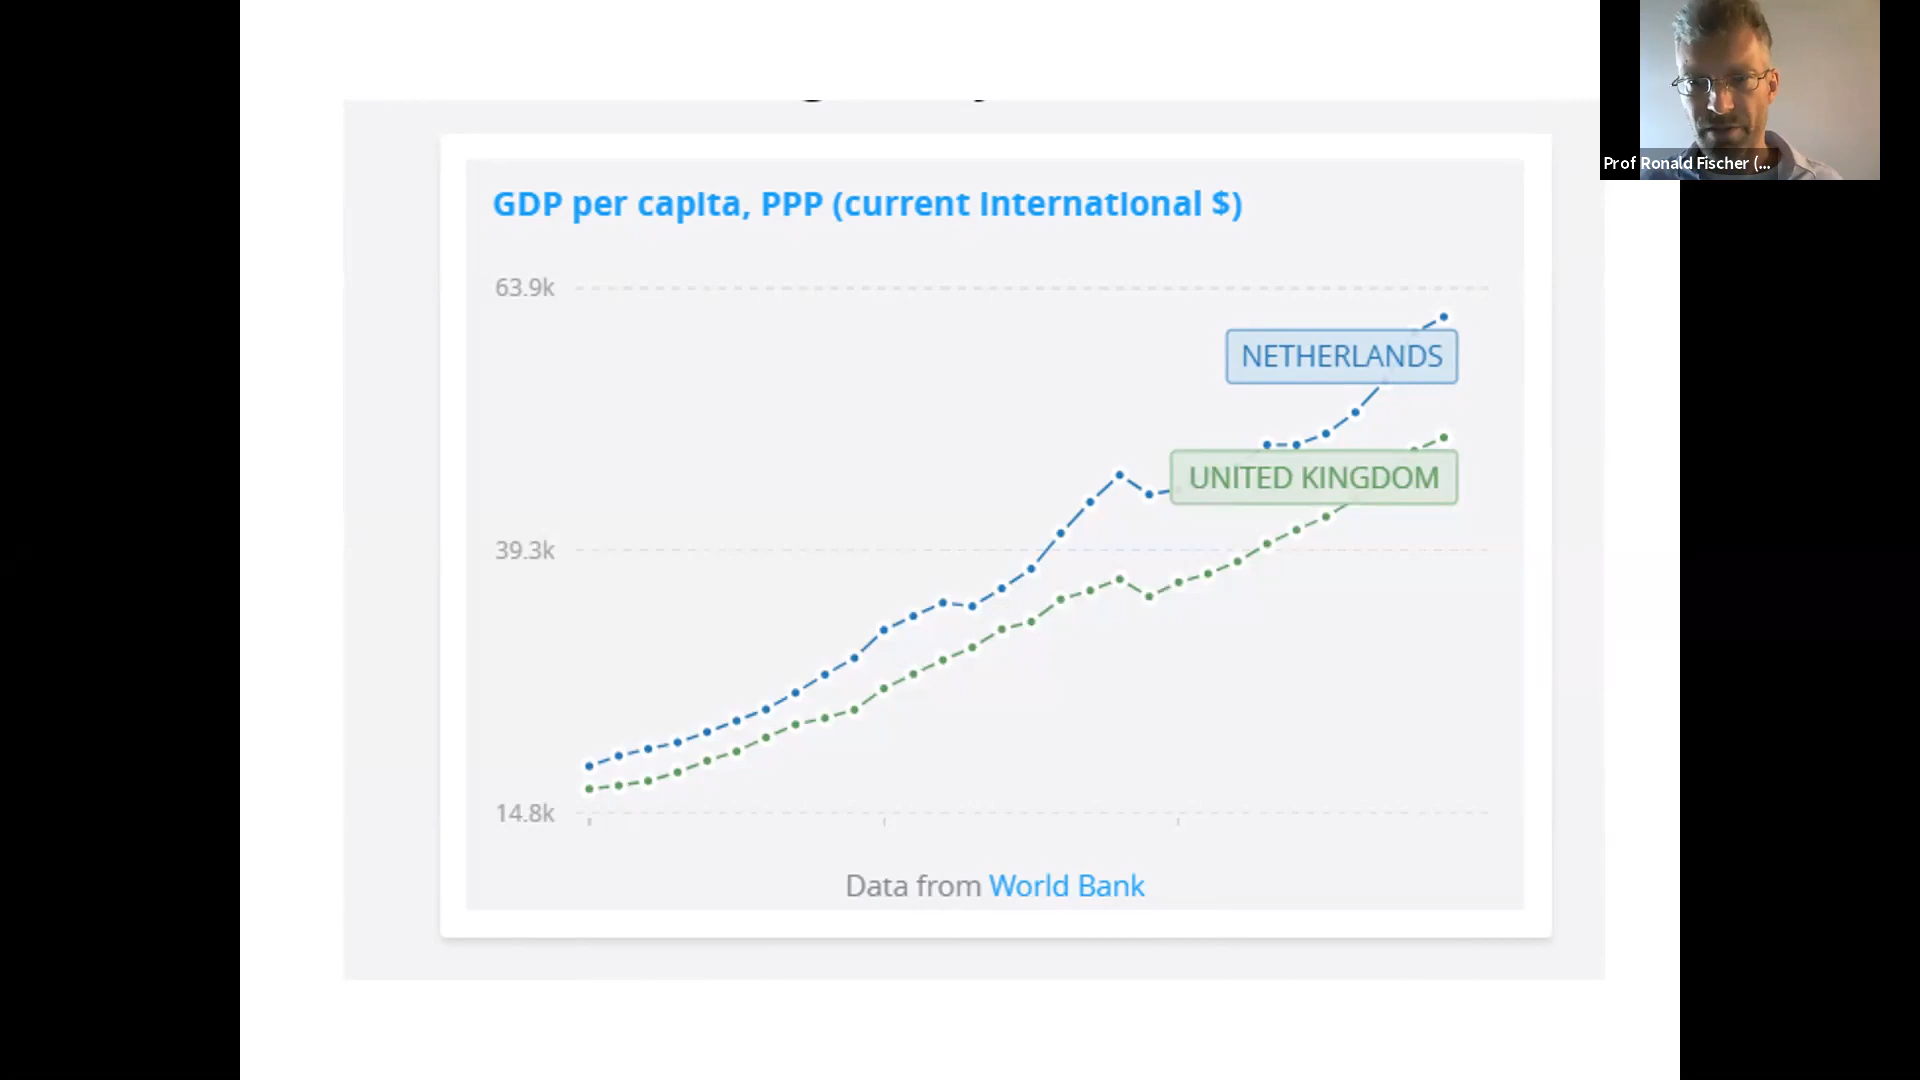 Prof Ronald Fischer (...
GDP per capita, PPP (current international $)
63.9k
NETHERLANDS
UNITED KINGDOM
39.3k
14.8k
Data from World Bank